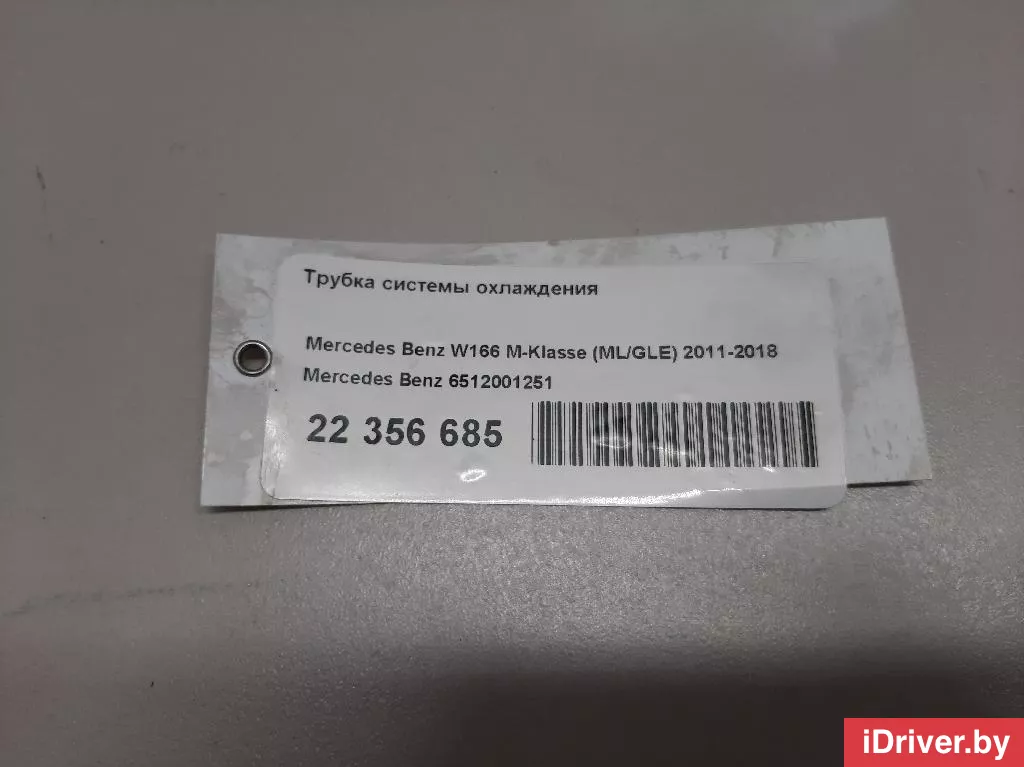 Трубка системы охлаждения
Mercedes Benz W166 M-Klasse (ML/GLE) 2011-2018
Mercedes Benz 6512001251
22 356 685
iDriver.by